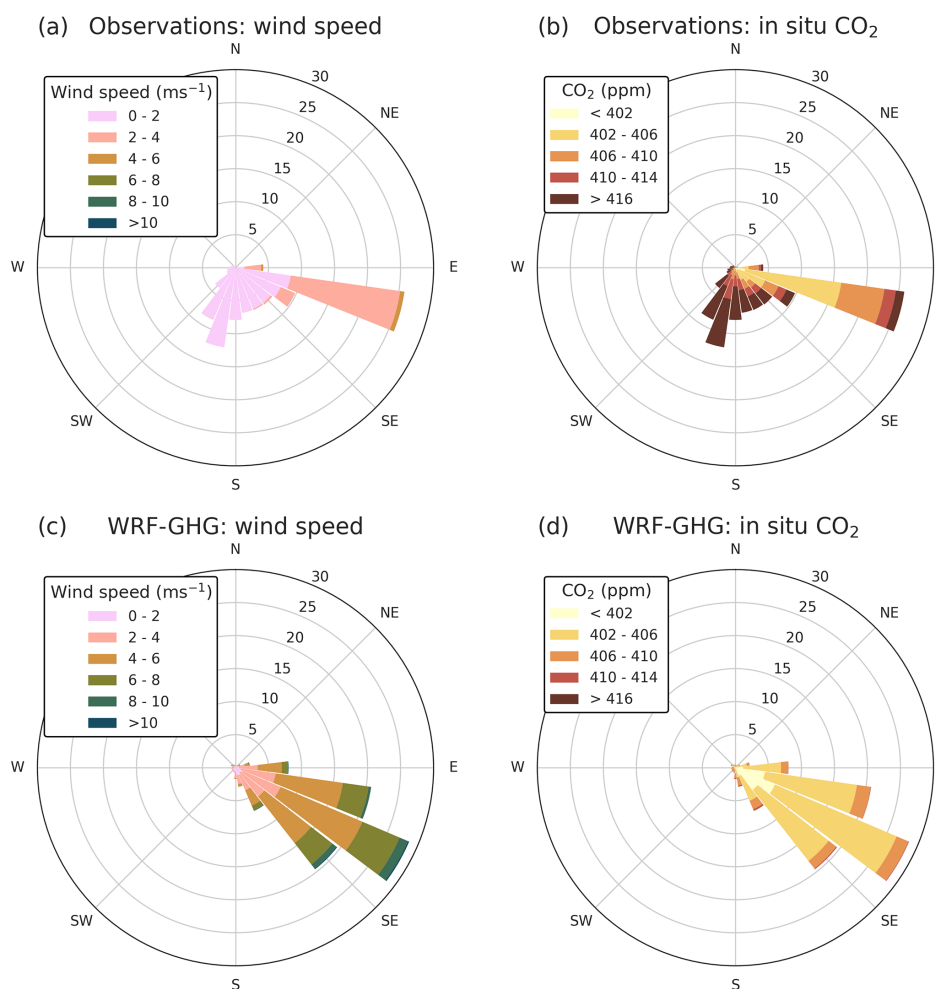 (a) Observations: wind speed
N
30
25
20
15
10
5
NE
W
E
SW
SE
S
Wind speed (ms⁻¹)
0 - 2
2 - 4
4 - 6
6 - 8
8 - 10
>10
(b) Observations: in situ CO₂
N
30
25
20
15
10
5
NE
W
E
SW
SE
S
CO₂ (ppm)
< 402
402 - 406
406 - 410
410 - 414
> 416
(c) WRF-GHG: wind speed
N
30
25
20
15
10
5
NE
W
E
SW
SE
S
Wind speed (ms⁻¹)
0 - 2
2 - 4
4 - 6
6 - 8
8 - 10
>10
(d) WRF-GHG: in situ CO₂
N
30
25
20
15
10
5
NE
W
E
SW
SE
S
CO₂ (ppm)
< 402
402 - 406
406 - 410
410 - 414
> 416